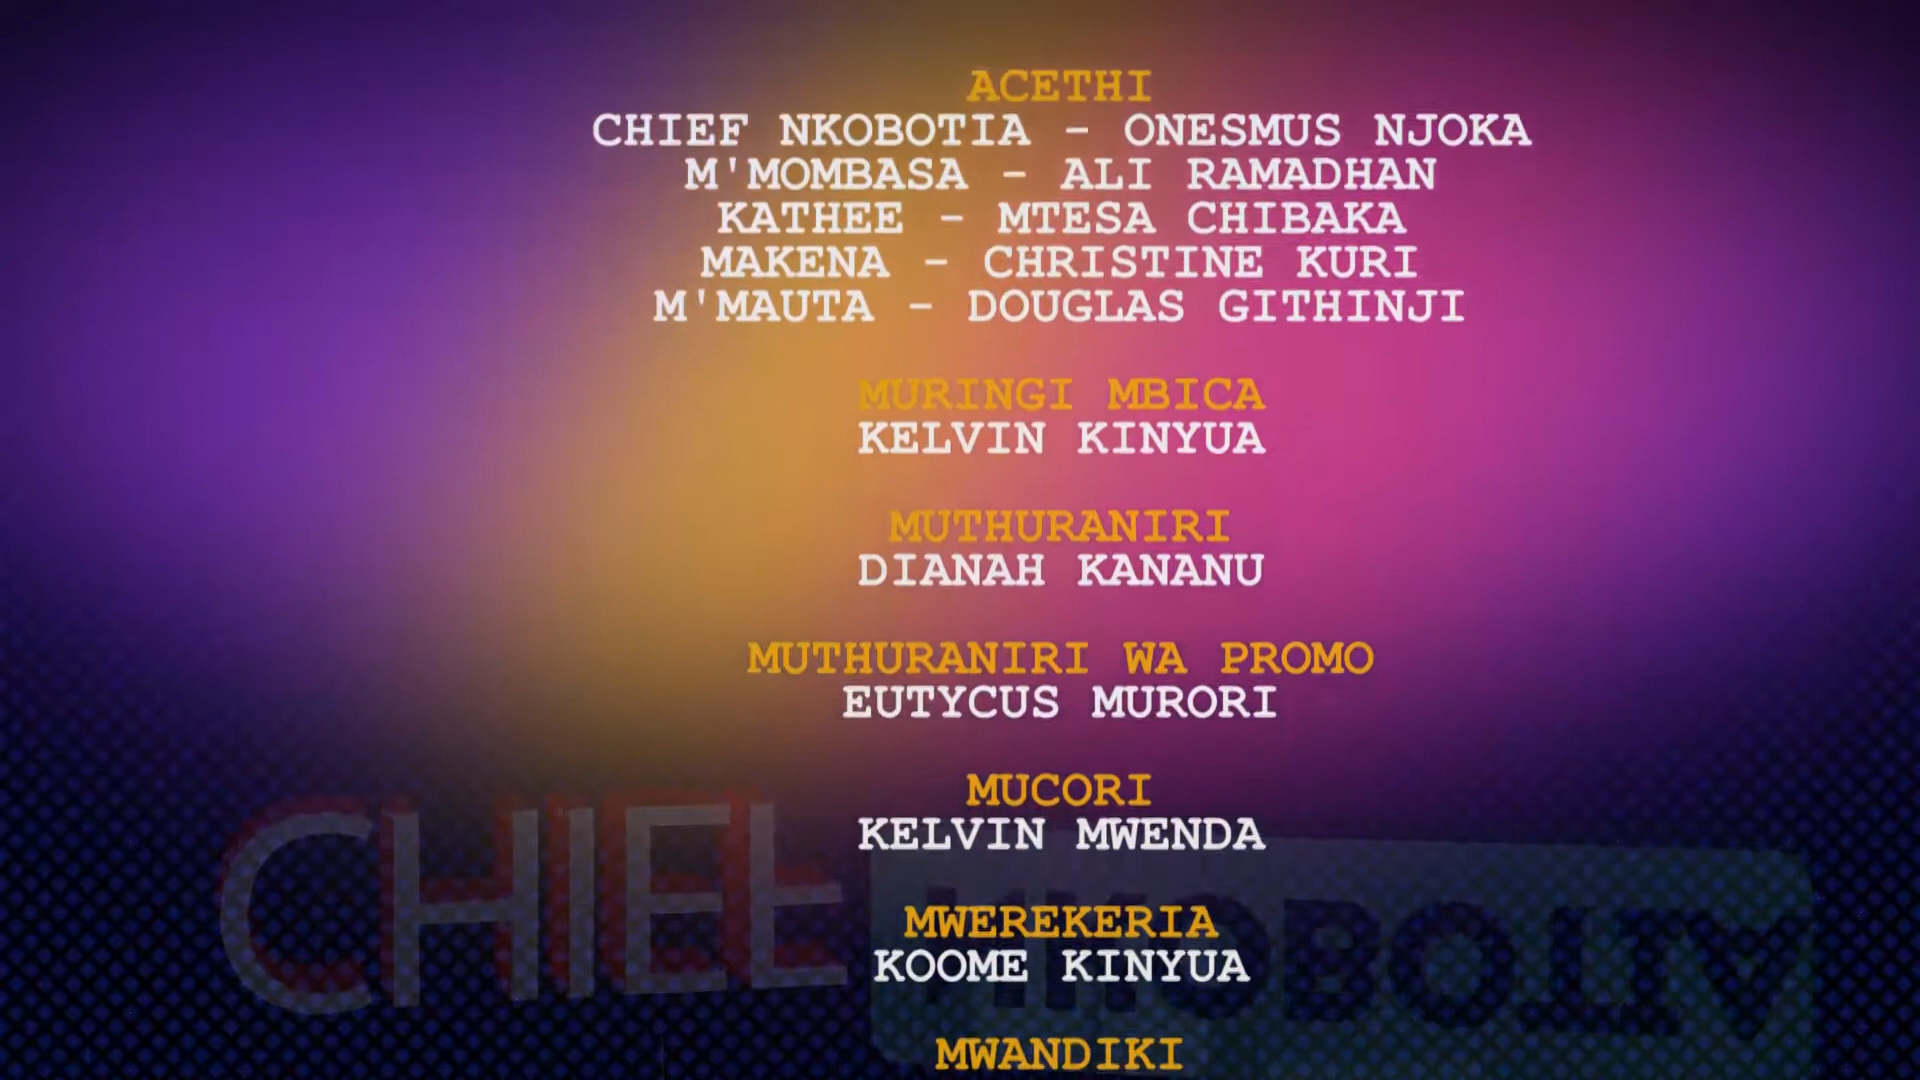 ACETHI
CHIEF NKOBOTIA - ONESMUS NJOKA
M'MOMBASA - ALI RAMADHAN
KATHEE - MTESA CHIBAKA
MAKENA - CHRISTINE KURI
M'MAUTA - DOUGLAS GITHINJI
MURINGI MBICA
KELVIN KINYUA
MUTHURANIRI
DIANAH KANANU
MUTHURANIRI WA PROMO
EUTYCUS MURORI
MUCORI
KELVIN MWENDA
MWEREKERIA
KOOME KINYUA
MWANDIKI
CHIEF